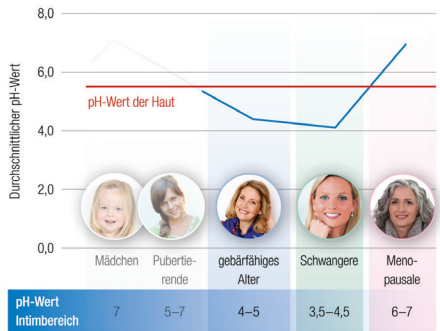 Durchschnittlicher pH-Wert
8,0
6,0
4,0
2,0
0,0
pH-Wert der Haut
Mädchen
Pubertie-
rende
gebärfähiges
Alter
Schwangere
Meno-
pausale
pH-Wert
Intimbereich
7
5–7
4–5
3,5–4,5
6–7